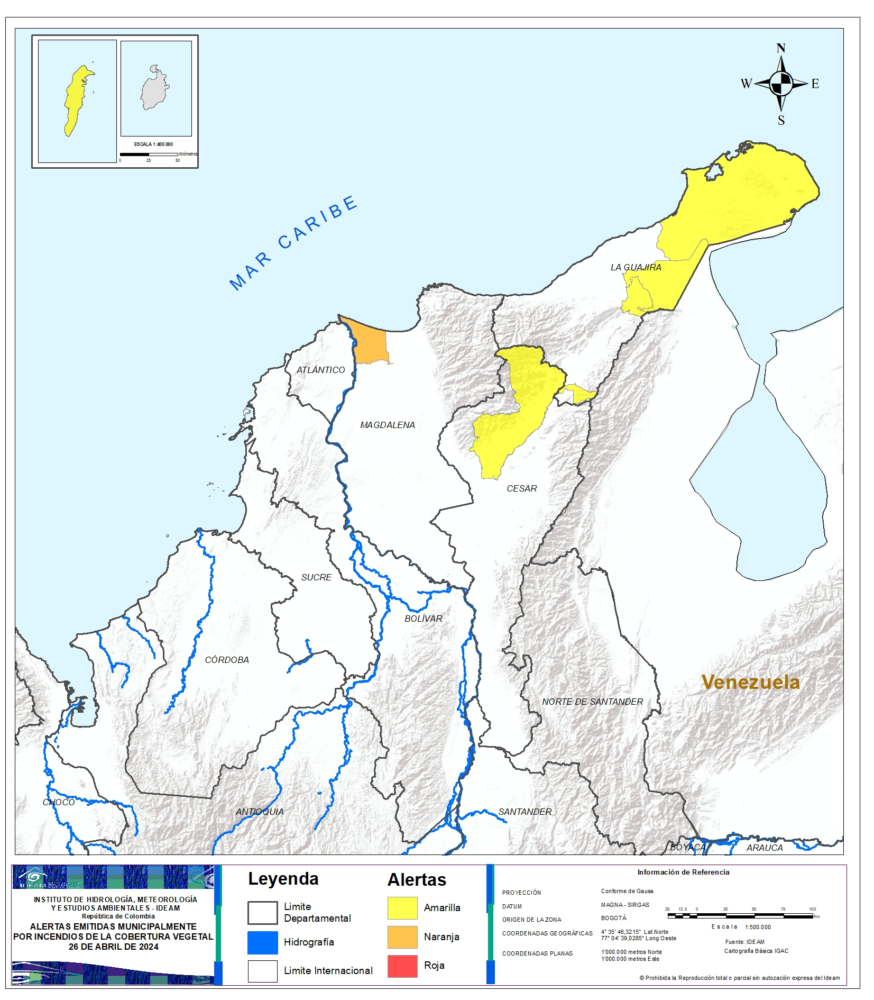 N
W
E
S
ESCALA 1:400.000
Kilómetros
0 25 50
MAR CARIBE
LA GUAJIRA
ATLÁNTICO
MAGDALENA
CESAR
SUCRE
BOLÍVAR
CÓRDOBA
Venezuela
NORTE DE SANTANDER
CHOCÓ
ANTIOQUIA
SANTANDER
BOYACÁ
ARAUCA
IDEAM
INSTITUTO DE HIDROLOGÍA, METEOROLOGÍA
Y ESTUDIOS AMBIENTALES - IDEAM
República de Colombia
ALERTAS EMITIDAS MUNICIPALMENTE
POR INCENDIOS DE LA COBERTURA VEGETAL
26 DE ABRIL DE 2024
Leyenda
Limite
Departamental
Hidrografía
Limite Internacional
Alertas
Amarilla
Naranja
Roja
Información de Referencia
PROYECCIÓN Conforme de Gauss
DATUM MAGNA - SIRGAS
ORIGEN DE LA ZONA BOGOTÁ
COORDENADAS GEOGRÁFICAS 4° 35' 46,3215" Lat.Norte
77° 04' 39,0285" Long.Oeste
COORDENADAS PLANAS 1'000.000 metros Norte
1'000.000 metros Este
25 12,5 0 25 50 75 100
Km
Escala 1:500.000
Fuente: IDEAM
Cartografía Básica IGAC
© Prohibida la Reproducción total o parcial sin autozación expresa del Ideam